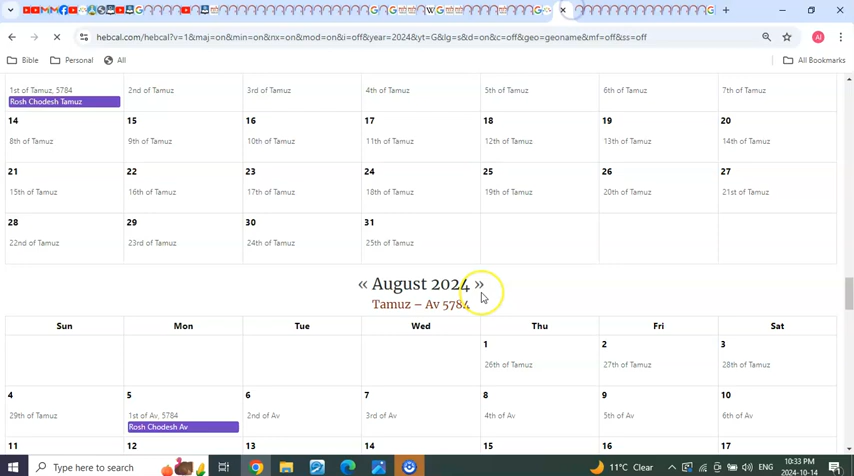 hebcal.com/hebcal?v=1&maj=on&min=on&nx=on&mod=on&i=off&year=2024&yt=G&lg=s&d=on&c=off&geo=geoname&mf=off&ss=off
AI
Bible Personal All All Bookmarks
1st of Tamuz, 5784 2nd of Tamuz 3rd of Tamuz 4th of Tamuz 5th of Tamuz 6th of Tamuz 7th of Tamuz
Rosh Chodesh Tamuz
14 15 16 17 18 19 20
8th of Tamuz 9th of Tamuz 10th of Tamuz 11th of Tamuz 12th of Tamuz 13th of Tamuz 14th of Tamuz
21 22 23 24 25 26 27
15th of Tamuz 16th of Tamuz 17th of Tamuz 18th of Tamuz 19th of Tamuz 20th of Tamuz 21st of Tamuz
28 29 30 31
22nd of Tamuz 23rd of Tamuz 24th of Tamuz 25th of Tamuz
« August 2024 »
Tamuz – Av 5784
Sun Mon Tue Wed Thu Fri Sat
1 2 3
26th of Tamuz 27th of Tamuz 28th of Tamuz
4 5 6 7 8 9 10
29th of Tamuz 1st of Av, 5784 2nd of Av 3rd of Av 4th of Av 5th of Av 6th of Av
Rosh Chodesh Av
11 12 13 14 15 16 17
Type here to search 11°C Clear ENG 10:33 PM
2024-10-14